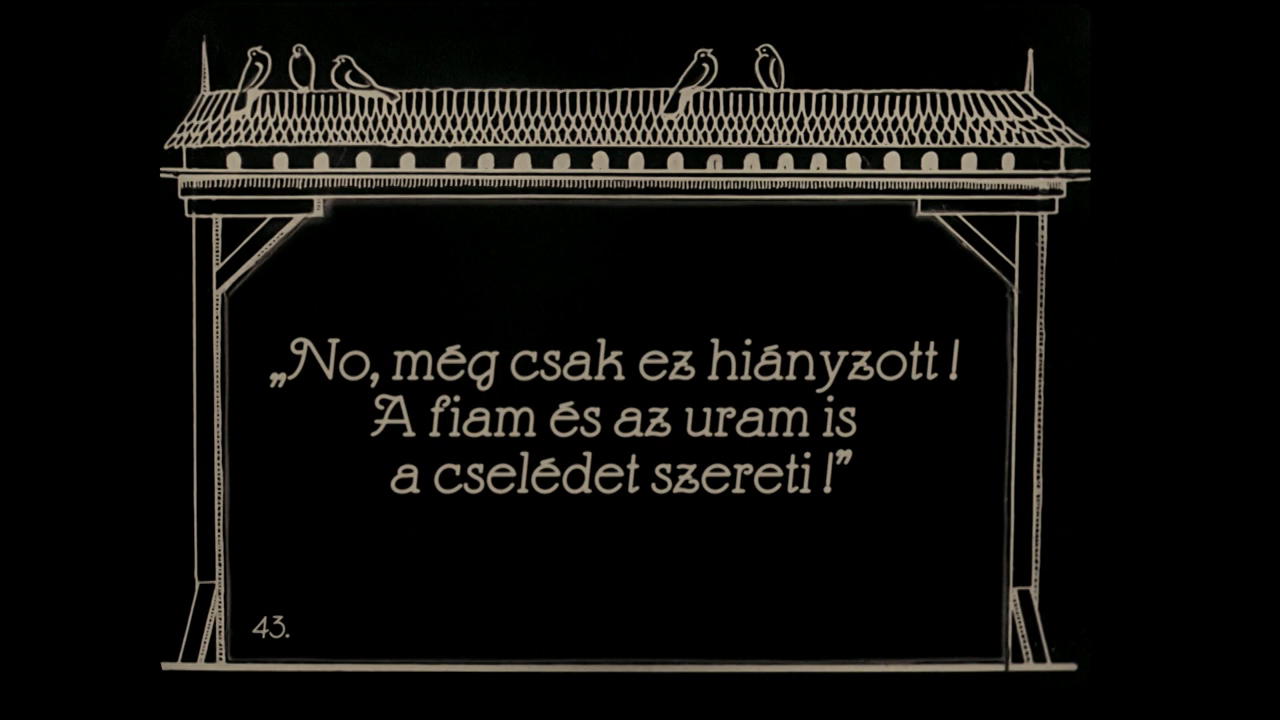 „No, még csak ez hiányzott!
A fiam és az uram is
a cselédet szereti!”
43.